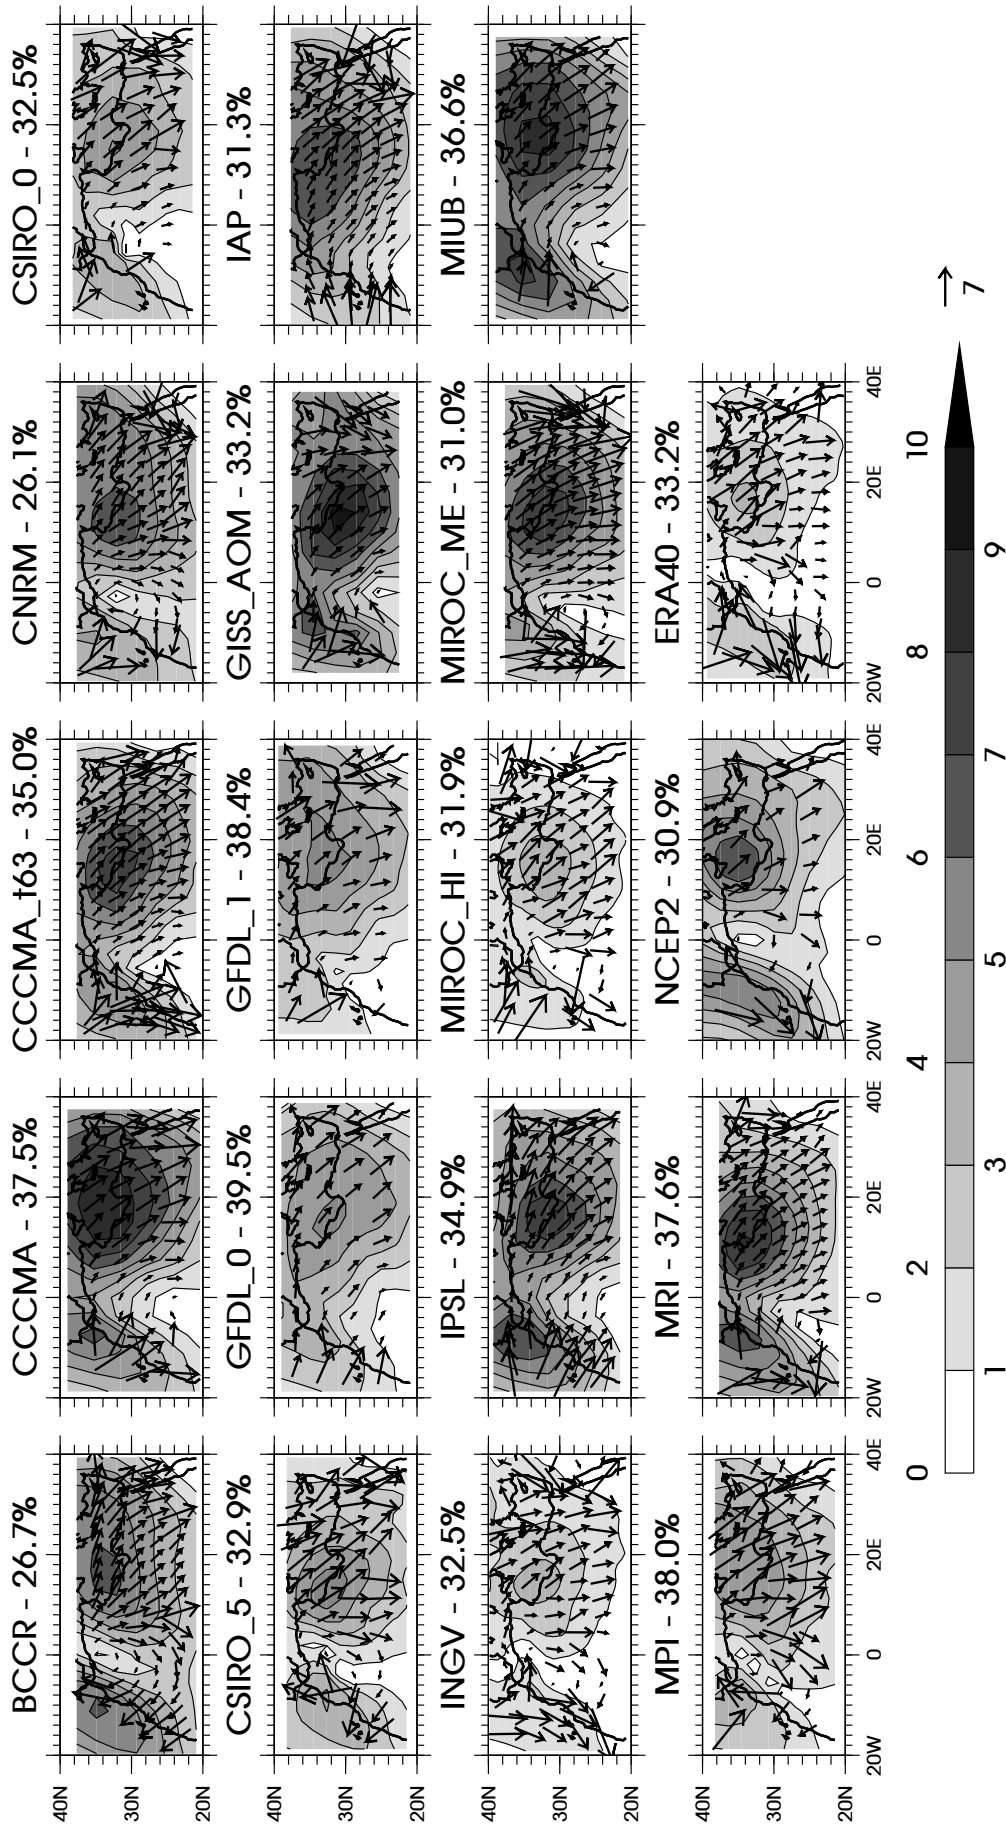 BCCR - 26.7%
CCCMA - 37.5%
CCCMA_t63 - 35.0%
CNRM - 26.1%
CSIRO_0 - 32.5%
40N
30N
20N
CSIRO_5 - 32.9%
GFDL_0 - 39.5%
GFDL_1 - 38.4%
GISS_AOM - 33.2%
IAP - 31.3%
40N
30N
20N
INGV - 32.5%
IPSL - 34.9%
MIROC_HI - 31.9%
MIROC_ME - 31.0%
MIUB - 36.6%
40N
30N
20N
MPI - 38.0%
MRI - 37.6%
NCEP2 - 30.9%
ERA40 - 33.2%
40N
30N
20N
20W 0 20E 40E
20W 0 20E 40E
20W 0 20E 40E
20W 0 20E 40E
0 2 4 6 8 10
1 3 5 7 9
7